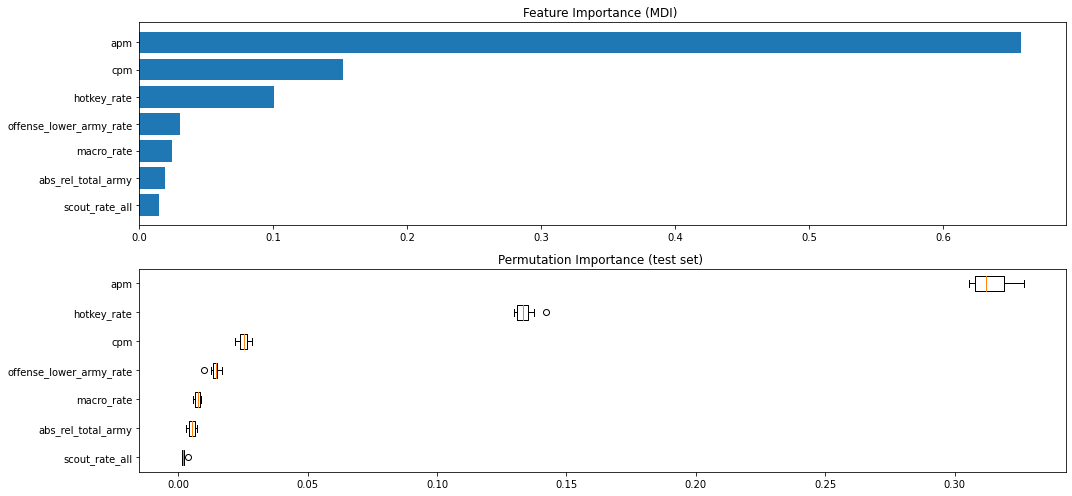 Feature Importance (MDI)
apm
cpm
hotkey_rate
offense_lower_army_rate
macro_rate
abs_rel_total_army
scout_rate_all
0.0 0.1 0.2 0.3 0.4 0.5 0.6
Permutation Importance (test set)
apm
hotkey_rate
cpm
offense_lower_army_rate
macro_rate
abs_rel_total_army
scout_rate_all
0.00 0.05 0.10 0.15 0.20 0.25 0.30